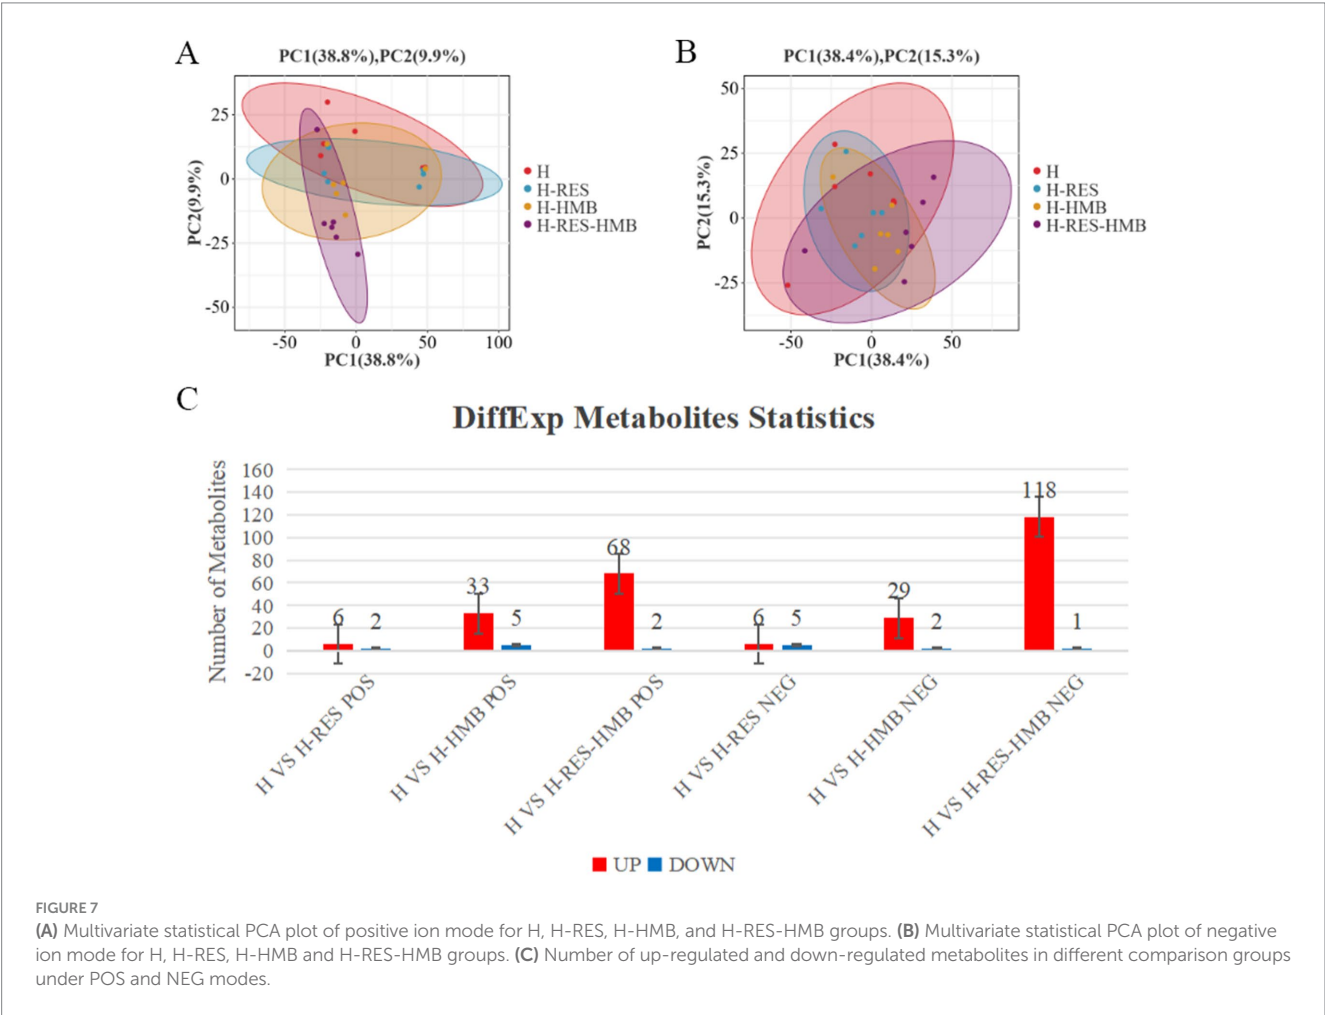 A
PC1(38.8%),PC2(9.9%)
PC2(9.9%)
25
0
-25
-50
-50 0 50 100
PC1(38.8%)
H
H-RES
H-HMB
H-RES-HMB
B
PC1(38.4%),PC2(15.3%)
PC2(15.3%)
50
25
0
-25
-50 0 50
PC1(38.4%)
H
H-RES
H-HMB
H-RES-HMB
C
DiffExp Metabolites Statistics
Number of Metabolites
160
140
120
100
80
60
40
20
0
-20
6 2 33 5 68 2 6 5 29 2 118 1
H VS H-RES POS
H VS H-HMB POS
H VS H-RES-HMB POS
H VS H-RES NEG
H VS H-HMB NEG
H VS H-RES-HMB NEG
UP DOWN
FIGURE 7
(A) Multivariate statistical PCA plot of positive ion mode for H, H-RES, H-HMB, and H-RES-HMB groups. (B) Multivariate statistical PCA plot of negative
ion mode for H, H-RES, H-HMB and H-RES-HMB groups. (C) Number of up-regulated and down-regulated metabolites in different comparison groups
under POS and NEG modes.